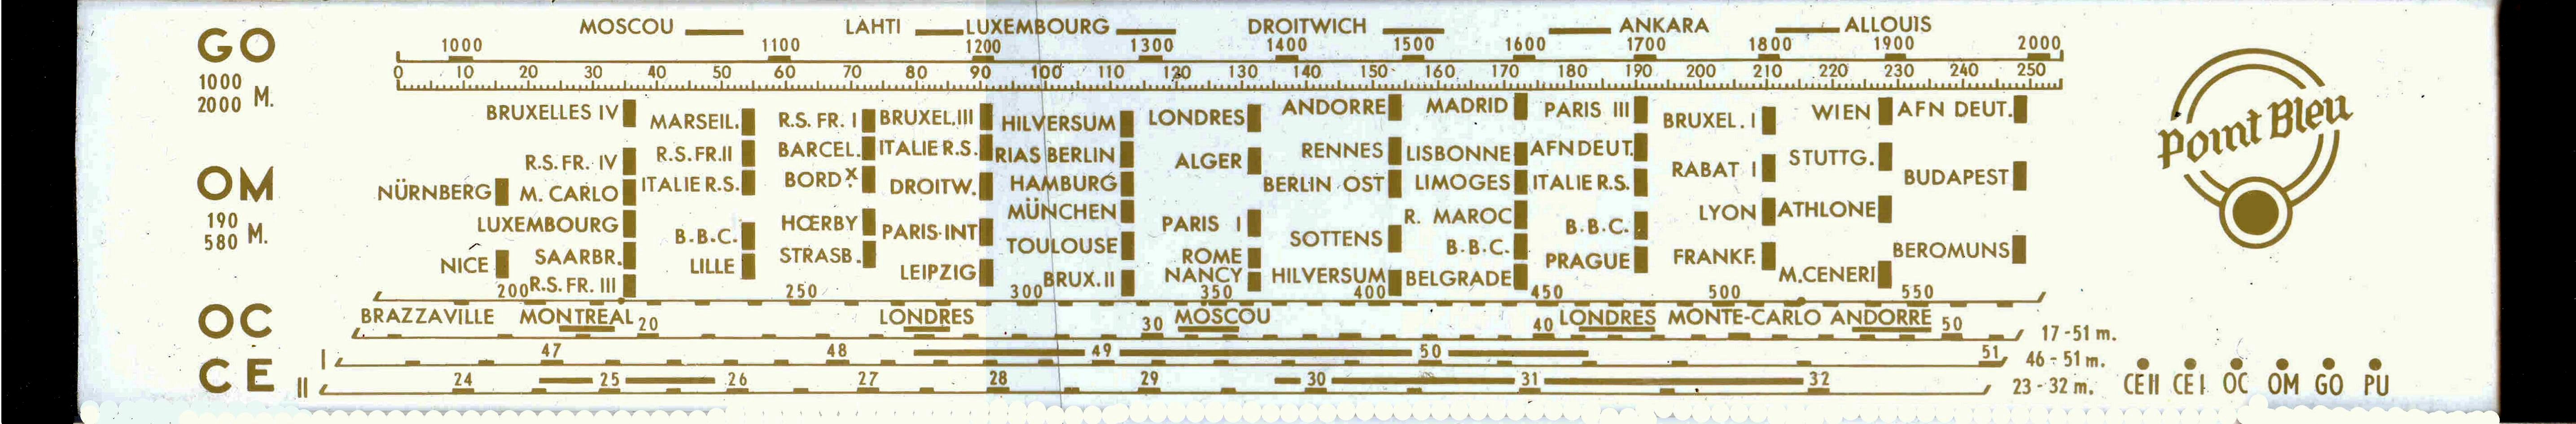 GO
1000
2000 M.
MOSCOU LAHTI LUXEMBOURG DROITWICH ANKARA ALLOUIS
1000 1100 1200 1300 1400 1500 1600 1700 1800 1900 2000
0 10 20 30 40 50 60 70 80 90 100 110 120 130 140 150 160 170 180 190 200 210 220 230 240 250
OM
190
580 M.
NÜRNBERG
NICE
BRUXELLES IV
R.S.FR. IV
M. CARLO
LUXEMBOURG
SAARBR.
R.S. FR. III
MARSEIL.
R.S.FR.II
ITALIE R.S.
B.B.C.
LILLE
R.S. FR. I
BARCEL.
BORDX.
HŒRBY
STRASB.
BRUXEL.III
ITALIE R.S.
DROITW.
PARIS-INT
LEIPZIG
HILVERSUM
RIAS BERLIN
HAMBURG
MÜNCHEN
TOULOUSE
BRUX. II
LONDRES
ALGER
PARIS I
ROME
NANCY
ANDORRE
RENNES
BERLIN OST
SOTTENS
HILVERSUM
MADRID
LISBONNE
LIMOGES
R. MAROC
B.B.C.
BELGRADE
PARIS III
AFN DEUT.
ITALIE R.S.
B.B.C.
PRAGUE
BRUXEL. I
RABAT I
LYON
FRANKF.
WIEN
STUTTG.
ATHLONE
M.CENERI
AFN DEUT.
BUDAPEST
BEROMUNS
200 250 300 350 400 450 500 550
OC
BRAZZAVILLE MONTREAL 20 LONDRES 30 MOSCOU 40 LONDRES MONTE-CARLO ANDORRE 50 17-51 m.
CE
I 47 48 49 50 51 46-51 m.
II 24 25 26 27 28 29 30 31 32 23-32 m.
Point Bleu
CE II CE I OC OM GO PU